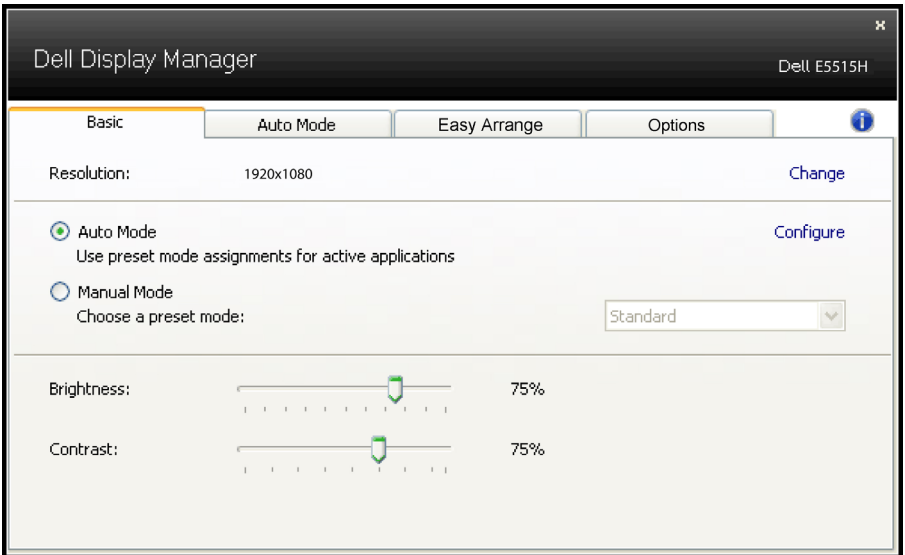 x
Dell Display Manager
Dell E5515H
Basic
Auto Mode
Easy Arrange
Options
i
Resolution:
1920x1080
Change
Auto Mode
Configure
Use preset mode assignments for active applications
Manual Mode
Choose a preset mode:
Standard
Brightness:
75%
Contrast:
75%